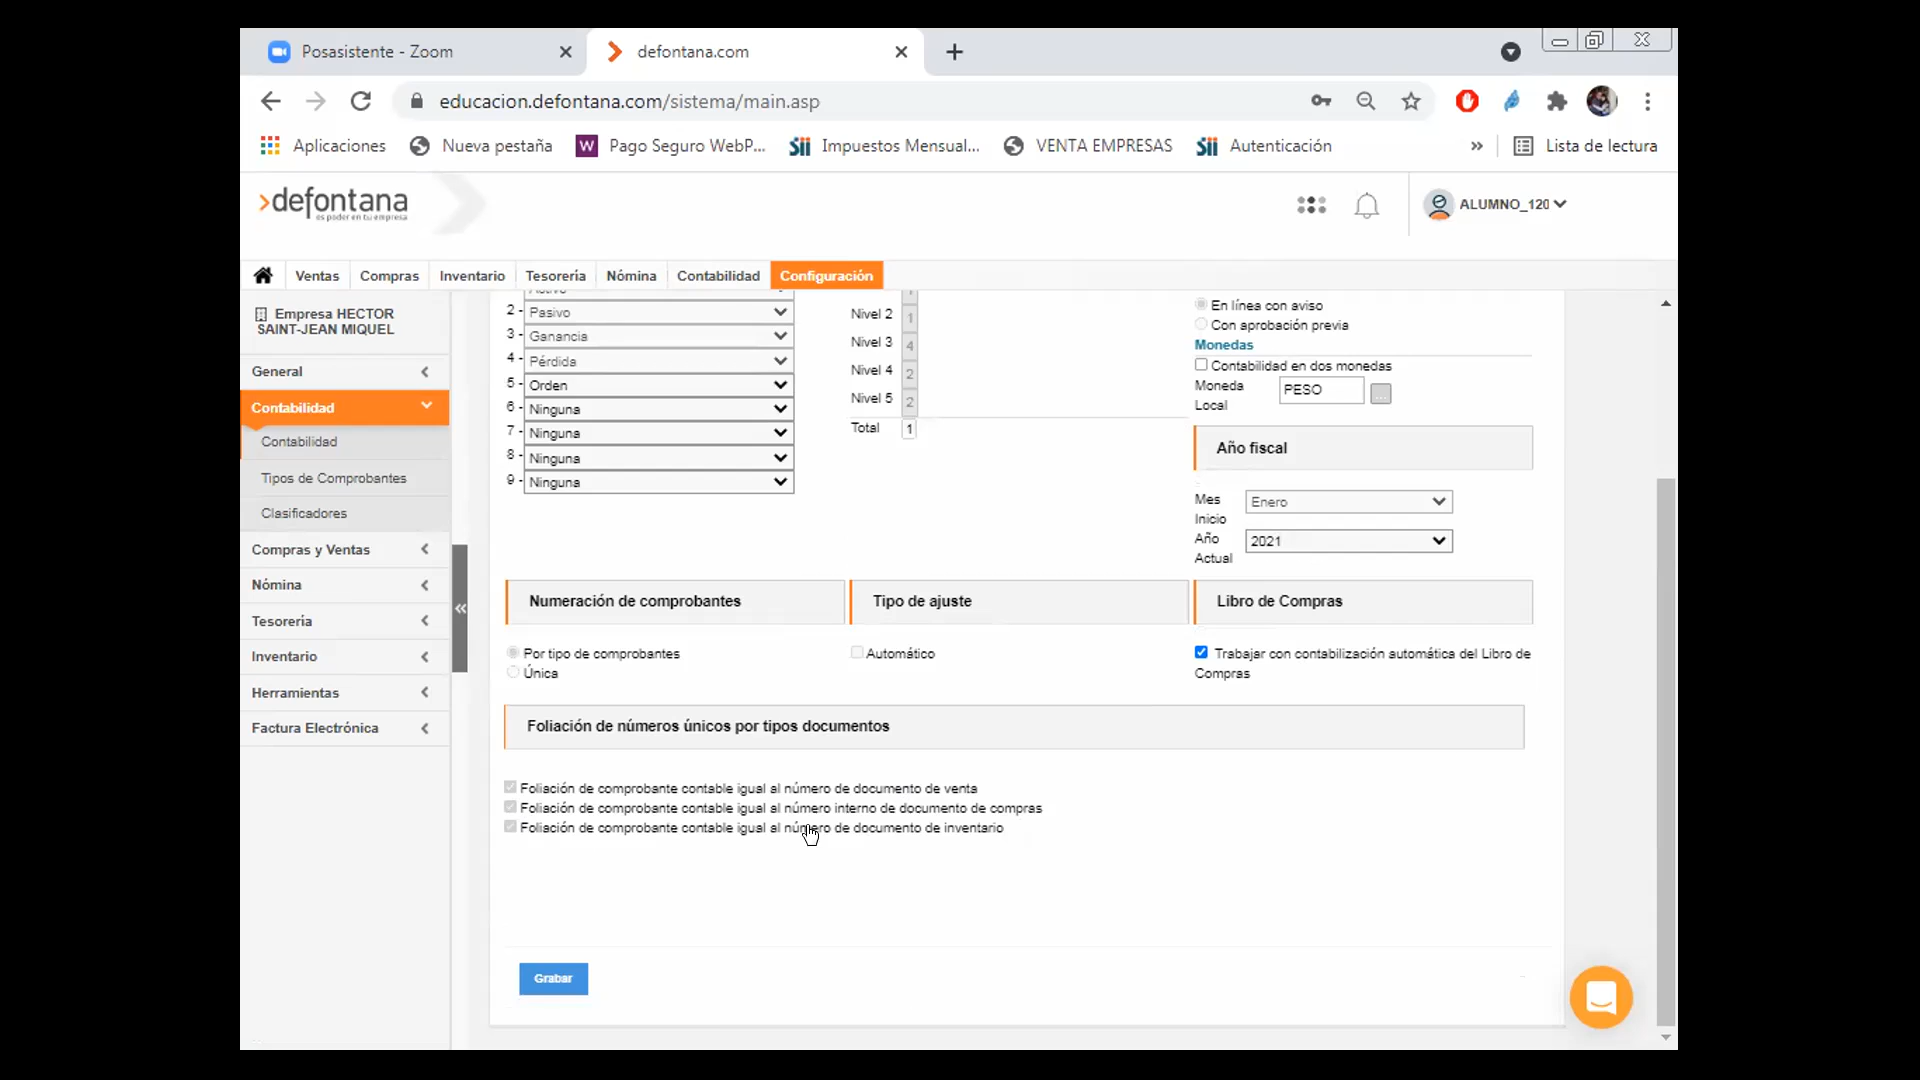 Posasistente - Zoom
defontana.com
educacion.defontana.com/sistema/main.asp
Aplicaciones
Nueva pestaña
W Pago Seguro WebP...
Sii Impuestos Mensual...
VENTA EMPRESAS
Sii Autenticación
»
Lista de lectura
defontana
es poder en tu empresa
ALUMNO_120
Ventas
Compras
Inventario
Tesorería
Nómina
Contabilidad
Configuración
Empresa HECTOR
SAINT-JEAN MIQUEL
General
Contabilidad
Contabilidad
Tipos de Comprobantes
Clasificadores
Compras y Ventas
Nómina
Tesorería
Inventario
Herramientas
Factura Electrónica
«
2 - Pasivo
3 - Ganancia
4 - Pérdida
5 - Orden
6 - Ninguna
7 - Ninguna
8 - Ninguna
9 - Ninguna
Nivel 2 1
Nivel 3 4
Nivel 4 2
Nivel 5 2
Total 1
En línea con aviso
Con aprobación previa
Monedas
Contabilidad en dos monedas
Moneda
Local
PESO
...
Año fiscal
Mes
Inicio
Enero
Año
Actual
2021
Numeración de comprobantes
Por tipo de comprobantes
Única
Tipo de ajuste
Automático
Libro de Compras
Trabajar con contabilización automática del Libro de
Compras
Foliación de números únicos por tipos documentos
Foliación de comprobante contable igual al número de documento de venta
Foliación de comprobante contable igual al número interno de documento de compras
Foliación de comprobante contable igual al número de documento de inventario
Grabar